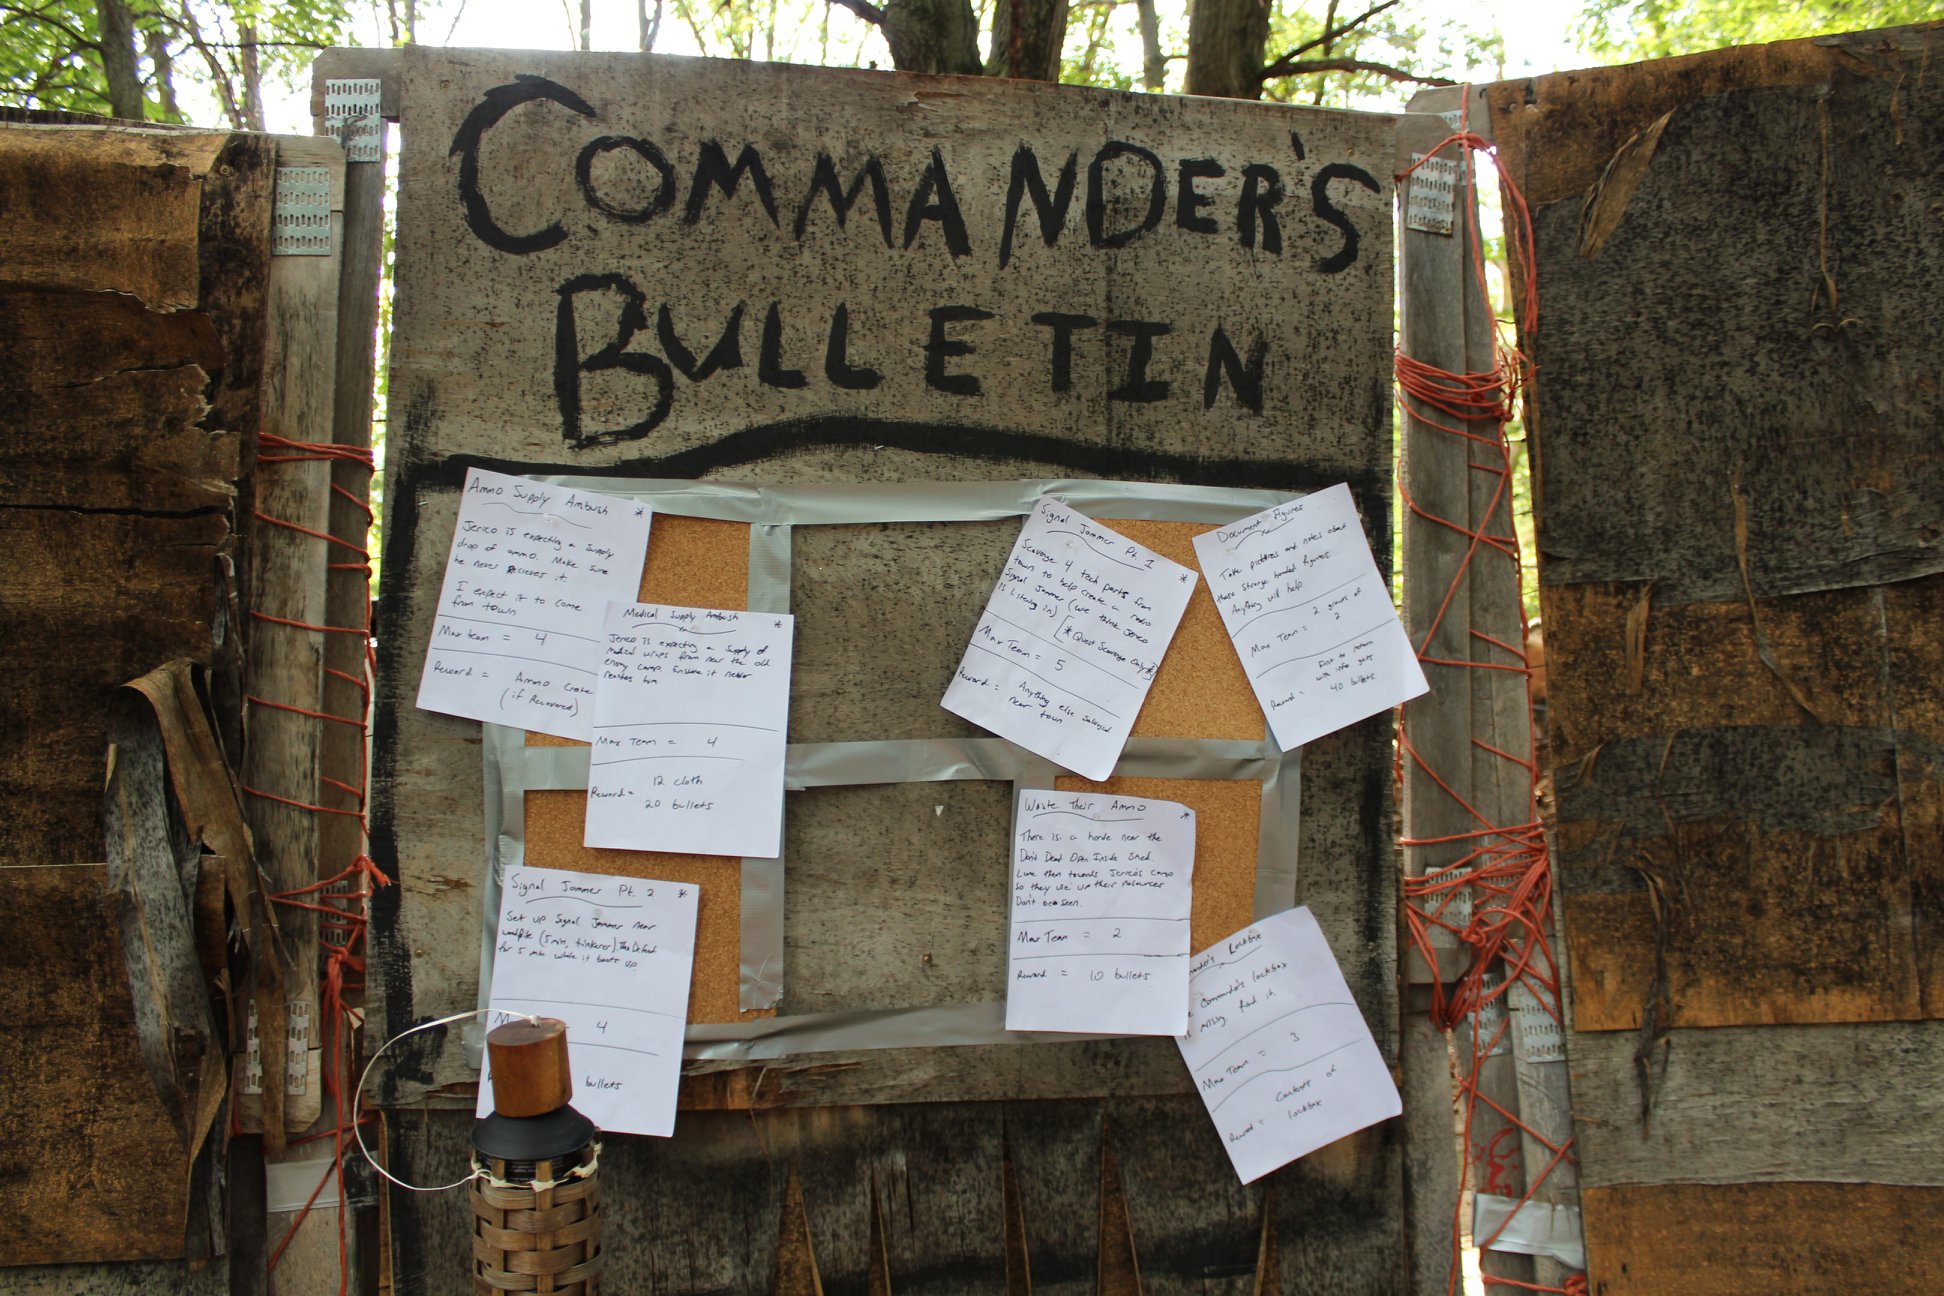 COMMANDER'S
BULLETIN
Ammo Supply Ambush *
Jerico is expecting a supply
drop of ammo. Make sure
he never recieves it.
I expect it to come
from town
Max team = 4
Reward = Ammo Crate
(if Recovered)
Medical Supply Ambush *
Jerico is expecting a supply of
medical wraps from near the old
enemy camp. Ensure it never
reaches him
Max Team = 4
Reward = 12 cloth
20 bullets
Signal Jammer Pt. 2 *
Set up Signal Jammer near
woodpile (5 min, tinkerer) Then Defend
for 5 min while it boots up
4
bullets
Signal Jammer Pt. 1 *
Scavenge 4 tech parts from
town to help create a radio
Signal Jammer (we think Jerico
is listening in). [* Quest Scavenge Only *]
Max Team = 5
Reward = Anything else salvaged
near town
Document Figures
Take pictures and notes about
these strange hooded figures.
Anything will help.
Max Team = 2 groups of
2
Reward = First to return
with info gets
40 bullets.
Waste Their Ammo *
There is a horde near the
Don't Dead Open Inside Shed.
Lure them towards Jerico's Camp
so they use up their resources
Don't be seen.
Max Team = 2
Reward = 10 bullets
Lockbox
Commander's lockbox
missing. find it.
Max Team = 3
Reward = Contents of
lockbox